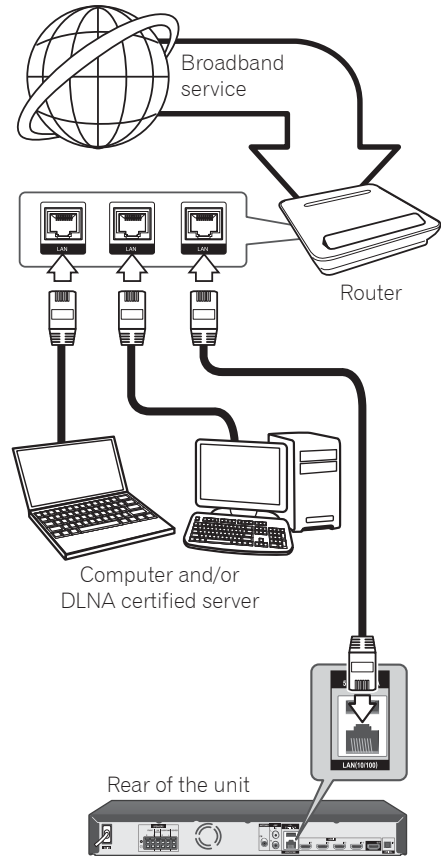 Broadband
service
LAN
LAN
LAN
Router
Computer and/or
DLNA certified server
LAN(10/100)
Rear of the unit